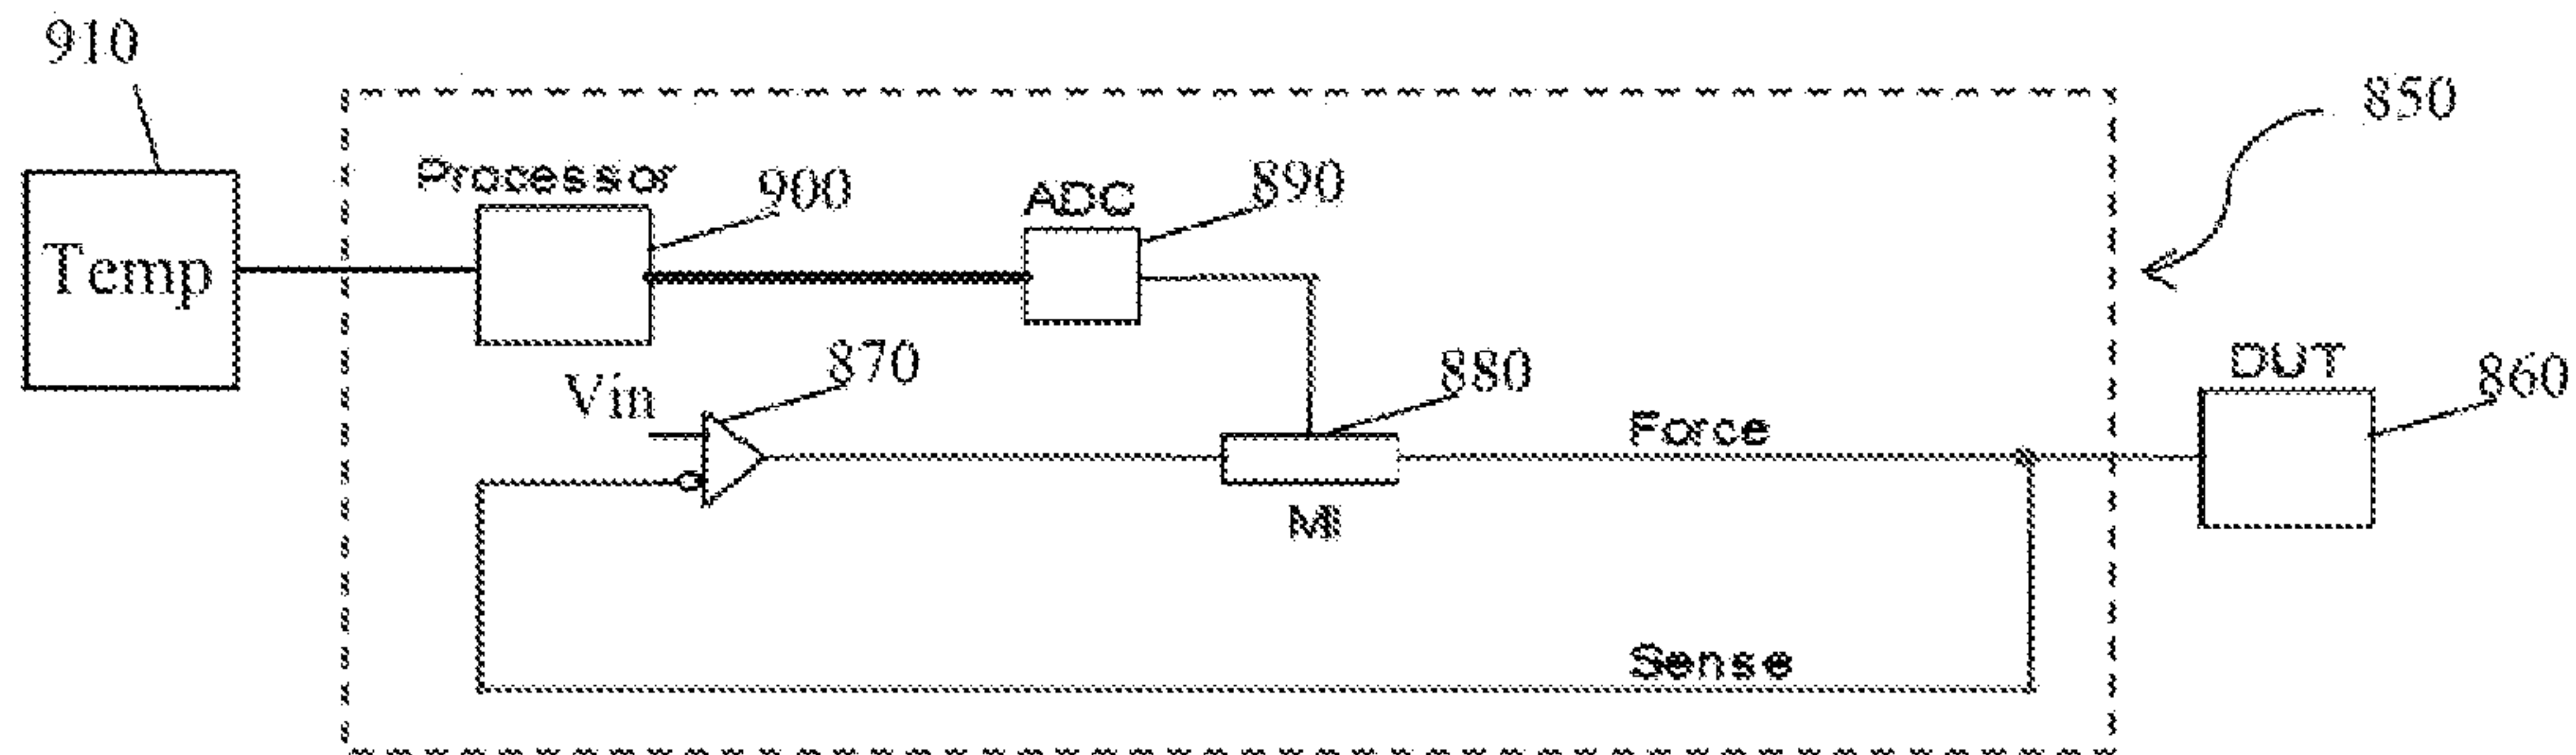 910
850
Processor
900
ADC
890
Temp
Vin
870
880
Force
DUT
860
MI
Sense